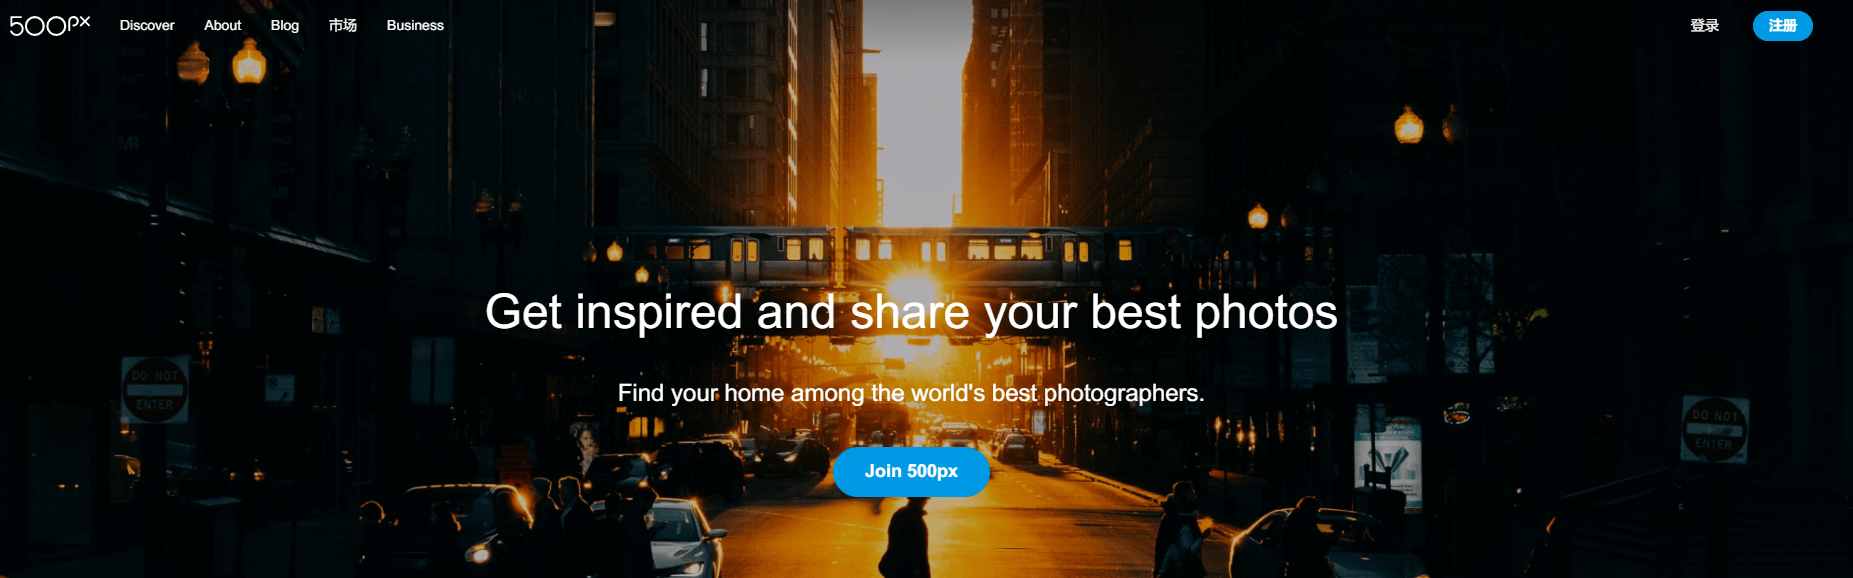 500px
Discover
About
Blog
市场
Business
登录
注册
Get inspired and share your best photos
DO NOT
ENTER
Find your home among the world's best photographers.
DO NOT
ENTER
Join 500px